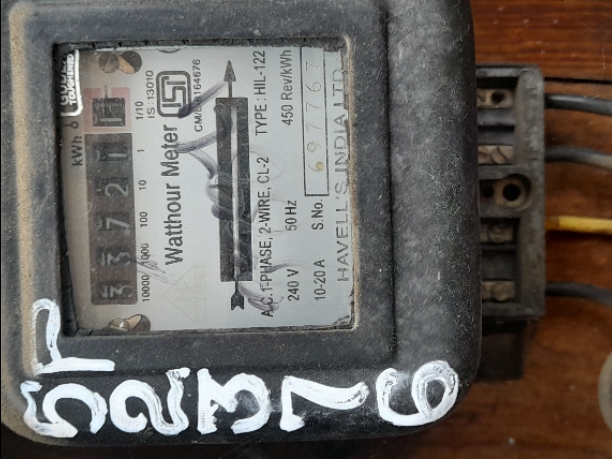 kWh
3 3 7 2 1
10000 1000 100 10 1 1/10
IS: 13010
Watthour Meter
CM/L
A.C. 1-PHASE, 2-WIRE, CL-2 TYPE: HIL-122
240 V 50 Hz 450 Rev/kWh
10-20 A S.No. 697767
HAVELL'S INDIA LTD
52376